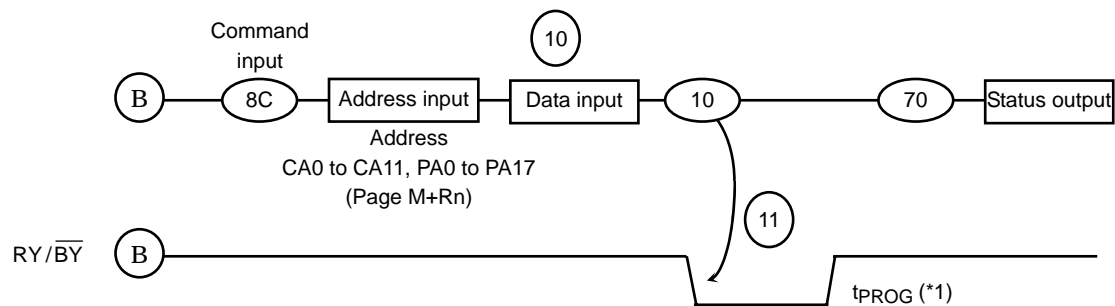 Command
input
10
B
8C
Address input
Data input
10
70
Status output
Address
CA0 to CA11, PA0 to PA17
(Page M+Rn)
11
RY/BY
B
tPROG (*1)